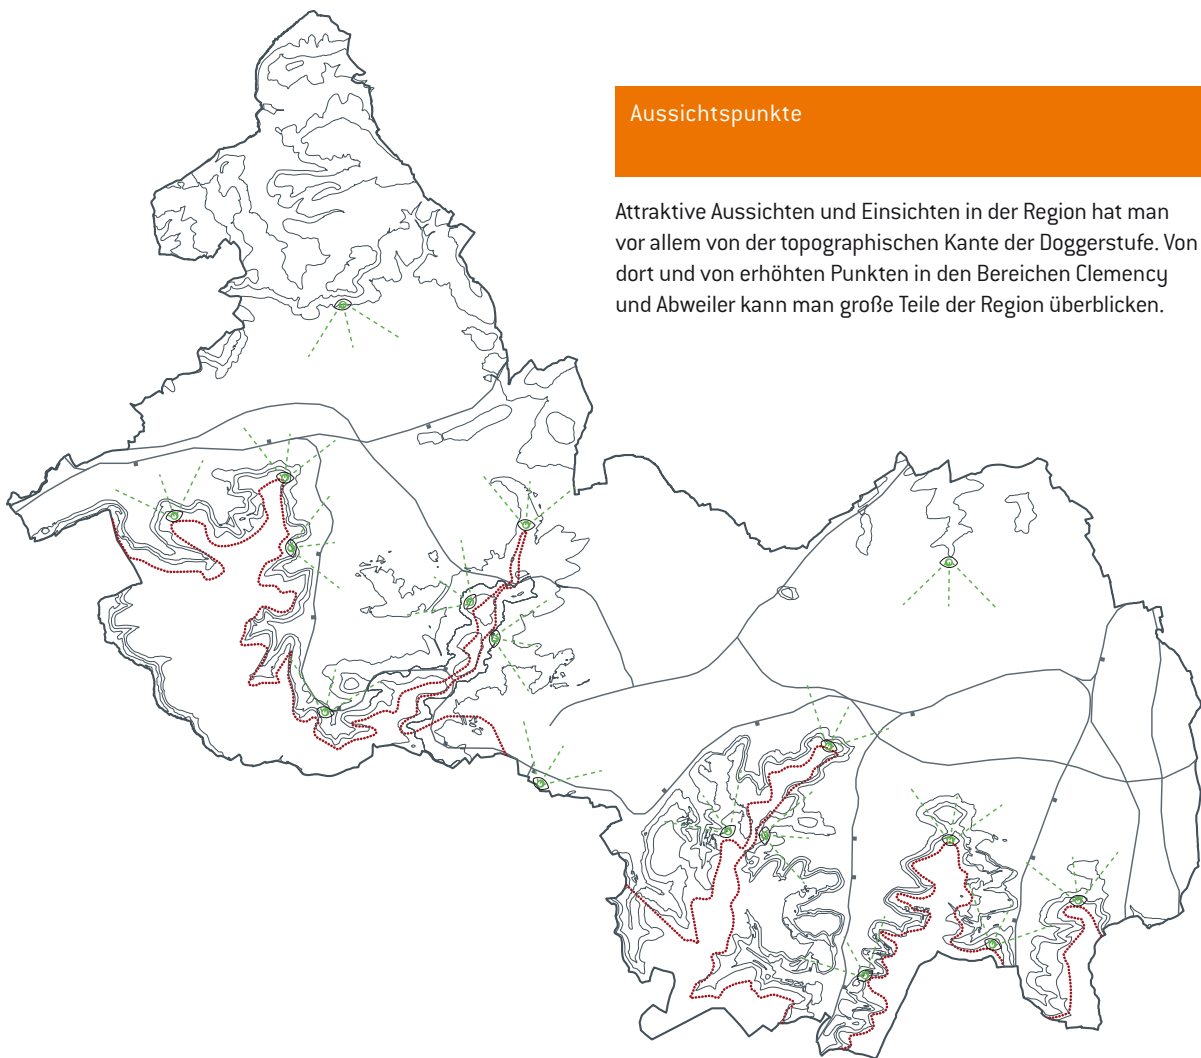 Aussichtspunkte
Attraktive Aussichten und Einsichten in der Region hat man
vor allem von der topographischen Kante der Doggerstufe. Von
dort und von erhöhten Punkten in den Bereichen Clemency
und Abweiler kann man große Teile der Region überblicken.